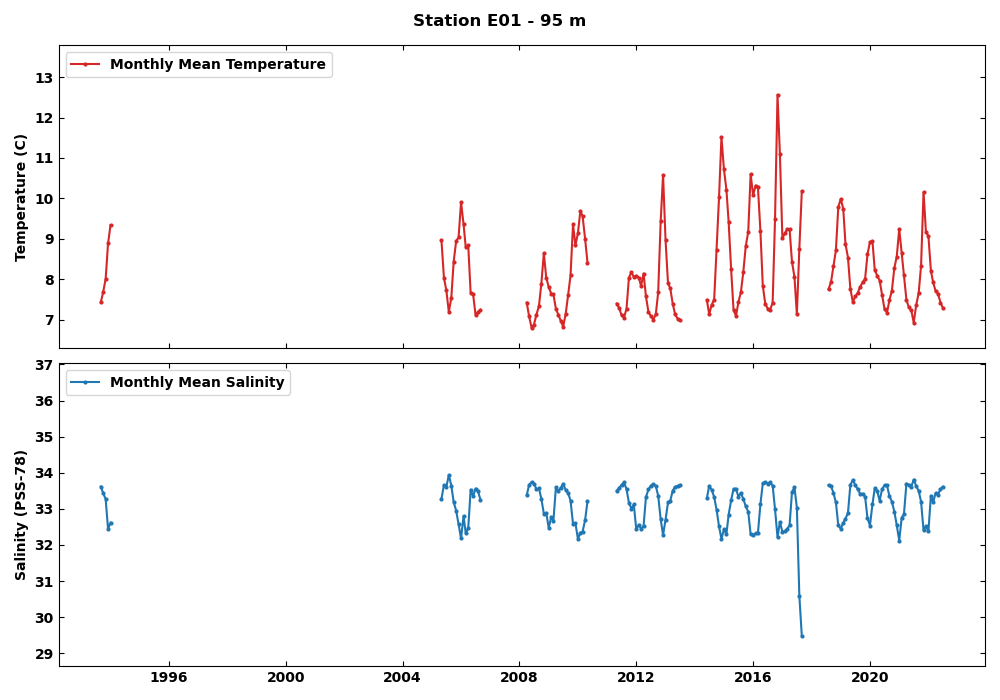 Station E01 - 95 m
Monthly Mean Temperature
Temperature (C)
13
12
11
10
9
8
7
Monthly Mean Salinity
Salinity (PSS-78)
37
36
35
34
33
32
31
30
29
1996 2000 2004 2008 2012 2016 2020